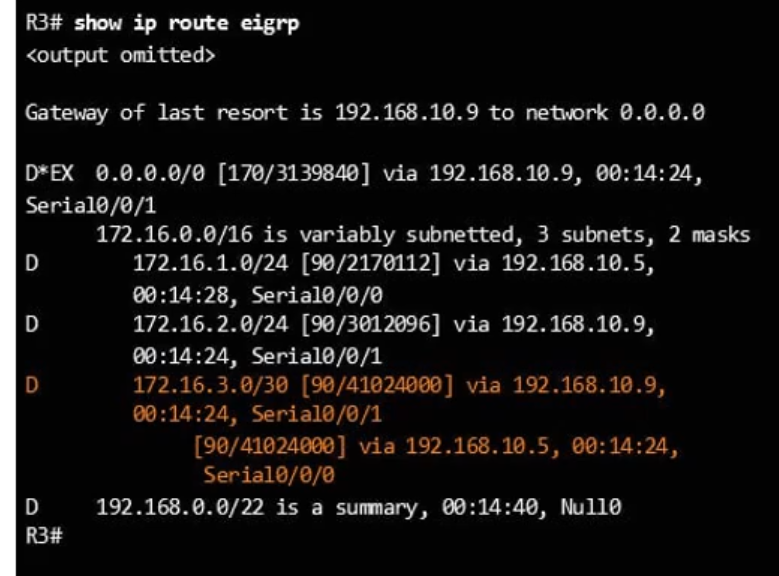 R3# show ip route eigrp
<output omitted>
Gateway of last resort is 192.168.10.9 to network 0.0.0.0
D*EX 0.0.0.0/0 [170/3139840] via 192.168.10.9, 00:14:24,
Serial0/0/1
172.16.0.0/16 is variably subnetted, 3 subnets, 2 masks
D 172.16.1.0/24 [90/2170112] via 192.168.10.5,
00:14:28, Serial0/0/0
D 172.16.2.0/24 [90/3012096] via 192.168.10.9,
00:14:24, Serial0/0/1
D 172.16.3.0/30 [90/41024000] via 192.168.10.9,
00:14:24, Serial0/0/1
[90/41024000] via 192.168.10.5, 00:14:24,
Serial0/0/0
D 192.168.0.0/22 is a summary, 00:14:40, Null0
R3#